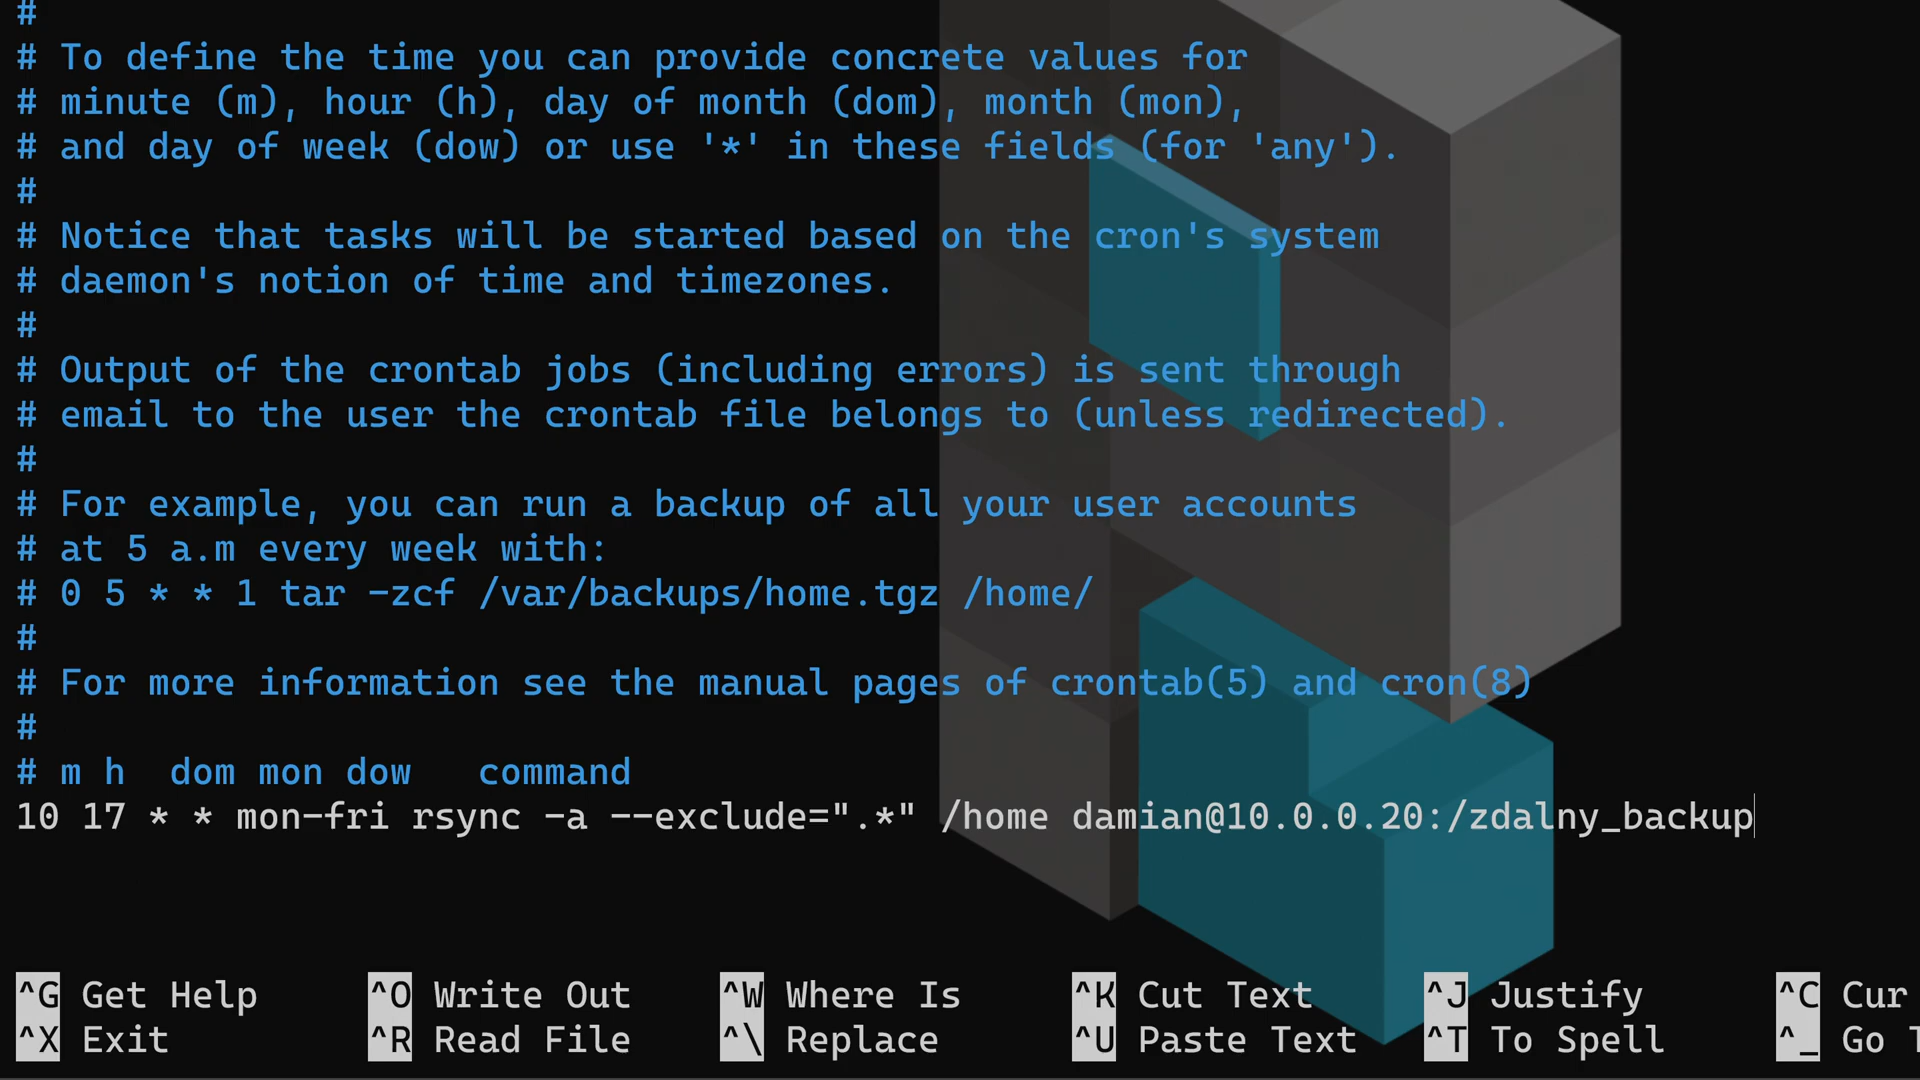 #
# To define the time you can provide concrete values for
# minute (m), hour (h), day of month (dom), month (mon),
# and day of week (dow) or use '*' in these fields (for 'any').
#
# Notice that tasks will be started based on the cron's system
# daemon's notion of time and timezones.
#
# Output of the crontab jobs (including errors) is sent through
# email to the user the crontab file belongs to (unless redirected).
#
# For example, you can run a backup of all your user accounts
# at 5 a.m every week with:
# 0 5 * * 1 tar -zcf /var/backups/home.tgz /home/
#
# For more information see the manual pages of crontab(5) and cron(8)
#
# m h  dom mon dow   command
10 17 * * mon-fri rsync -a --exclude=".*" /home damian@10.0.0.20:/zdalny_backup
^G Get Help ^O Write Out ^W Where Is ^K Cut Text ^J Justify ^C Cur
^X Exit ^R Read File ^\ Replace ^U Paste Text ^T To Spell ^_ Go